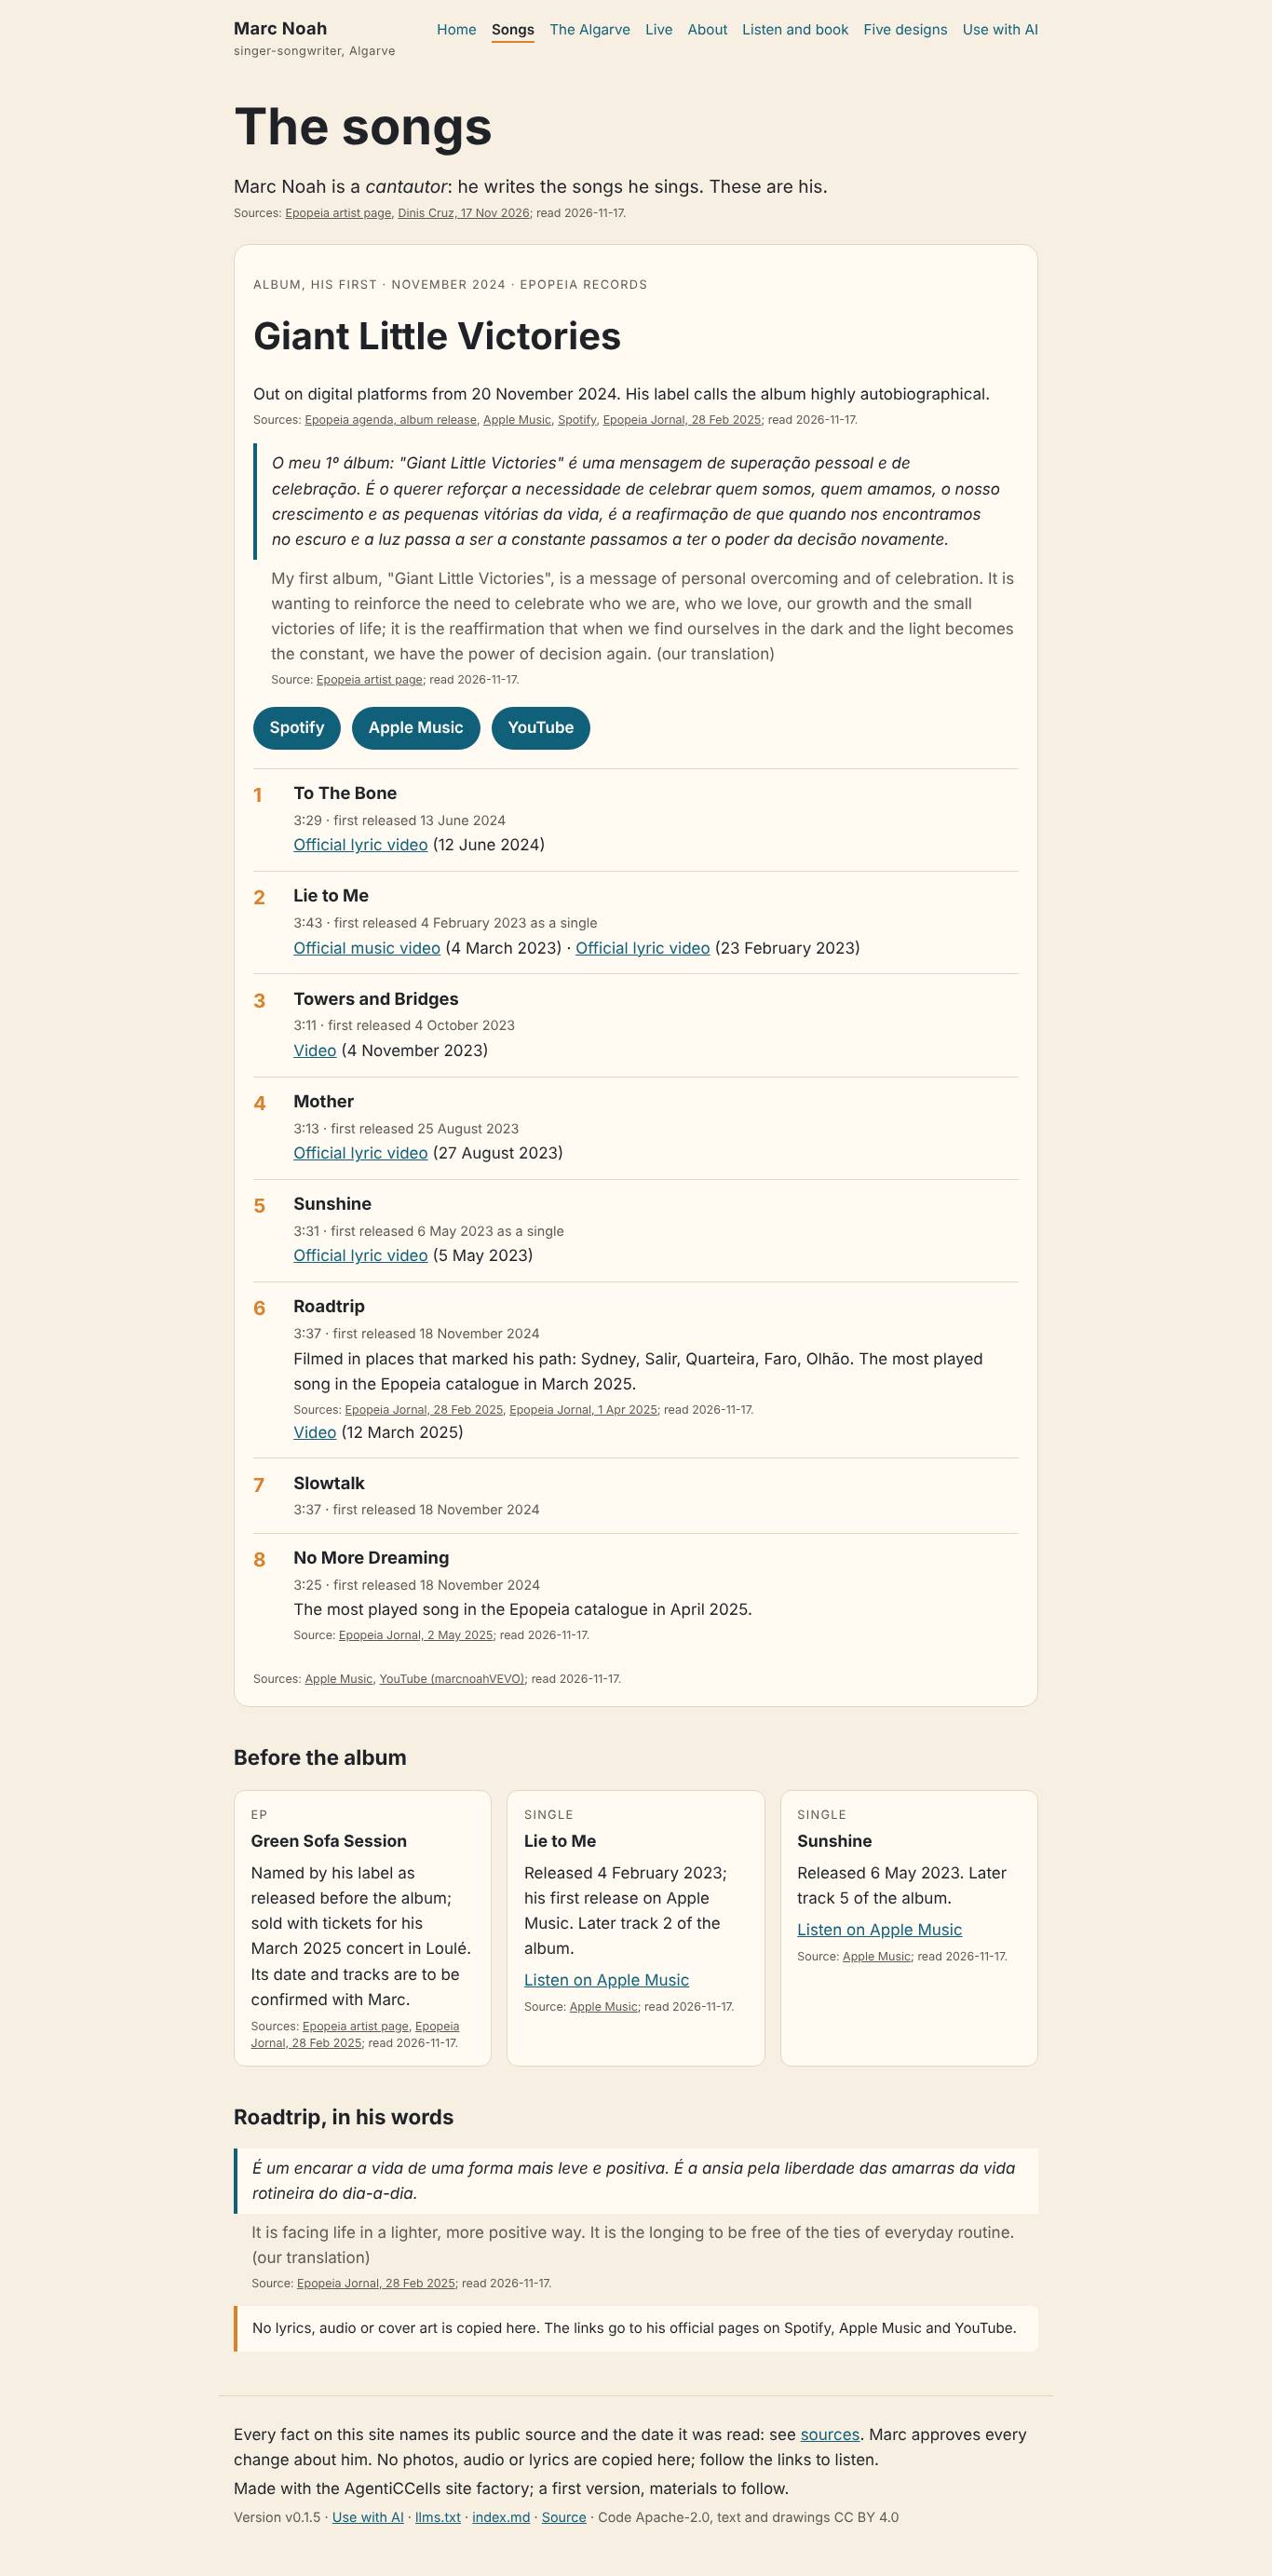 Marc Noah
singer-songwriter, Algarve
Home Songs The Algarve Live About Listen and book Five designs Use with AI
The songs
Marc Noah is a cantautor: he writes the songs he sings. These are his.
Sources: Epopeia artist page, Dinis Cruz, 17 Nov 2026; read 2026-11-17.
ALBUM, HIS FIRST · NOVEMBER 2024 · EPOPEIA RECORDS
Giant Little Victories
Out on digital platforms from 20 November 2024. His label calls the album highly autobiographical.
Sources: Epopeia agenda, album release, Apple Music, Spotify, Epopeia Jornal, 28 Feb 2025; read 2026-11-17.
O meu 1º álbum: "Giant Little Victories" é uma mensagem de superação pessoal e de
celebração. É o querer reforçar a necessidade de celebrar quem somos, quem amamos, o nosso
crescimento e as pequenas vitórias da vida, é a reafirmação de que quando nos encontramos
no escuro e a luz passa a ser a constante passamos a ter o poder da decisão novamente.
My first album, "Giant Little Victories", is a message of personal overcoming and of celebration. It is
wanting to reinforce the need to celebrate who we are, who we love, our growth and the small
victories of life; it is the reaffirmation that when we find ourselves in the dark and the light becomes
the constant, we have the power of decision again. (our translation)
Source: Epopeia artist page; read 2026-11-17.
Spotify Apple Music YouTube
1 To The Bone
3:29 · first released 13 June 2024
Official lyric video (12 June 2024)
2 Lie to Me
3:43 · first released 4 February 2023 as a single
Official music video (4 March 2023) · Official lyric video (23 February 2023)
3 Towers and Bridges
3:11 · first released 4 October 2023
Video (4 November 2023)
4 Mother
3:13 · first released 25 August 2023
Official lyric video (27 August 2023)
5 Sunshine
3:31 · first released 6 May 2023 as a single
Official lyric video (5 May 2023)
6 Roadtrip
3:37 · first released 18 November 2024
Filmed in places that marked his path: Sydney, Salir, Quarteira, Faro, Olhão. The most played
song in the Epopeia catalogue in March 2025.
Sources: Epopeia Jornal, 28 Feb 2025, Epopeia Jornal, 1 Apr 2025; read 2026-11-17.
Video (12 March 2025)
7 Slowtalk
3:37 · first released 18 November 2024
8 No More Dreaming
3:25 · first released 18 November 2024
The most played song in the Epopeia catalogue in April 2025.
Source: Epopeia Jornal, 2 May 2025; read 2026-11-17.
Sources: Apple Music, YouTube (marcnoahVEVO); read 2026-11-17.
Before the album
EP
Green Sofa Session
Named by his label as
released before the album;
sold with tickets for his
March 2025 concert in Loulé.
Its date and tracks are to be
confirmed with Marc.
Sources: Epopeia artist page, Epopeia
Jornal, 28 Feb 2025; read 2026-11-17.
SINGLE
Lie to Me
Released 4 February 2023;
his first release on Apple
Music. Later track 2 of the
album.
Listen on Apple Music
Source: Apple Music; read 2026-11-17.
SINGLE
Sunshine
Released 6 May 2023. Later
track 5 of the album.
Listen on Apple Music
Source: Apple Music; read 2026-11-17.
Roadtrip, in his words
É um encarar a vida de uma forma mais leve e positiva. É a ansia pela liberdade das amarras da vida
rotineira do dia-a-dia.
It is facing life in a lighter, more positive way. It is the longing to be free of the ties of everyday routine.
(our translation)
Source: Epopeia Jornal, 28 Feb 2025; read 2026-11-17.
No lyrics, audio or cover art is copied here. The links go to his official pages on Spotify, Apple Music and YouTube.
Every fact on this site names its public source and the date it was read: see sources. Marc approves every
change about him. No photos, audio or lyrics are copied here; follow the links to listen.
Made with the AgentiCCells site factory; a first version, materials to follow.
Version v0.1.5 · Use with AI · llms.txt · index.md · Source · Code Apache-2.0, text and drawings CC BY 4.0